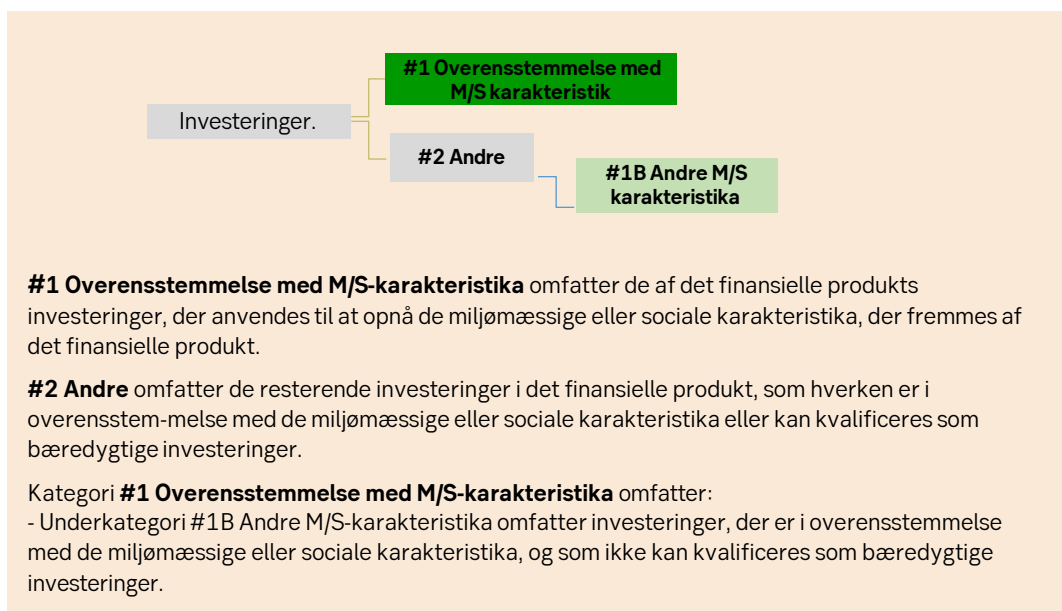 #1 Overensstemmelse med
M/S karakteristik
Investeringer.
#2 Andre
#1B Andre M/S
karakteristika
#1 Overensstemmelse med M/S-karakteristika omfatter de af det finansielle produkts
investeringer, der anvendes til at opnå de miljømæssige eller sociale karakteristika, der fremmes af
det finansielle produkt.
#2 Andre omfatter de resterende investeringer i det finansielle produkt, som hverken er i
overensstem-melse med de miljømæssige eller sociale karakteristika eller kan kvalificeres som
bæredygtige investeringer.
Kategori #1 Overensstemmelse med M/S-karakteristika omfatter:
- Underkategori #1B Andre M/S-karakteristika omfatter investeringer, der er i overensstemmelse
med de miljømæssige eller sociale karakteristika, og som ikke kan kvalificeres som bæredygtige
investeringer.